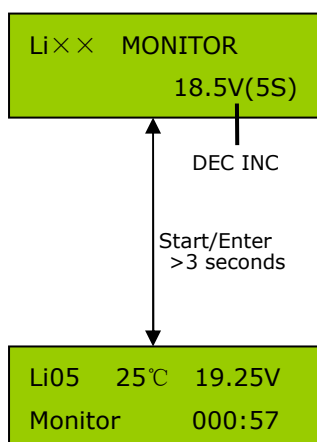 Li×× MONITOR
18.5V(5S)
DEC INC
Start/Enter
>3 seconds
Li05 25℃ 19.25V
Monitor 000:57